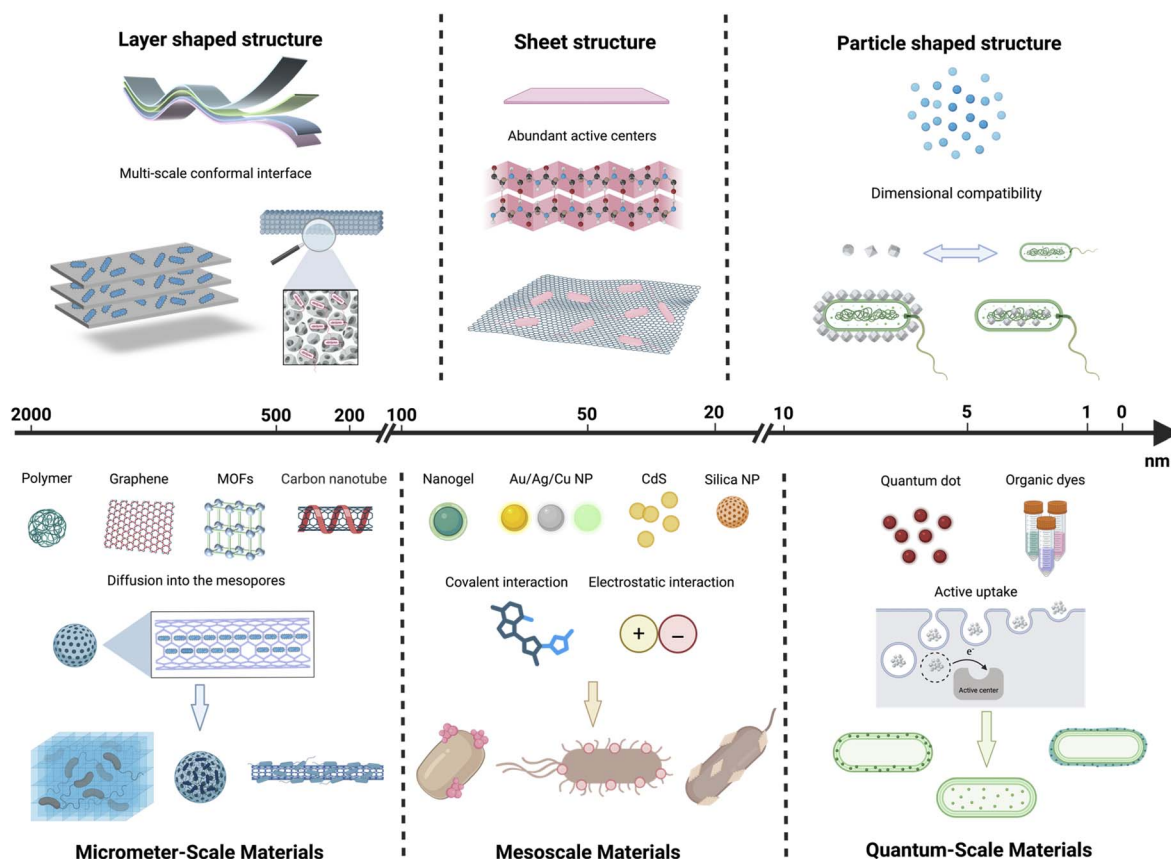 Layer shaped structure
Sheet structure
Particle shaped structure
Abundant active centers
Multi-scale conformal interface
Dimensional compatibility
2000 500 200 100 50 20 10 5 1 0
nm
Polymer Graphene MOFs Carbon nanotube Nanogel Au/Ag/Cu NP CdS Silica NP Quantum dot Organic dyes
Diffusion into the mesopores
Covalent interaction Electrostatic interaction
Active uptake
+ −
e-
Active center
Micrometer-Scale Materials
Mesoscale Materials
Quantum-Scale Materials